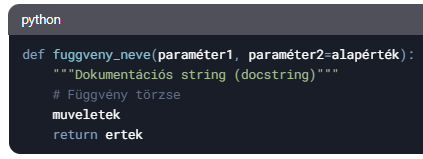 python
def fuggveny_neve(paraméter1, paraméter2=alapérték):
    """Dokumentációs string (docstring)"""
    # Függvény törzse
    muveletek
    return ertek